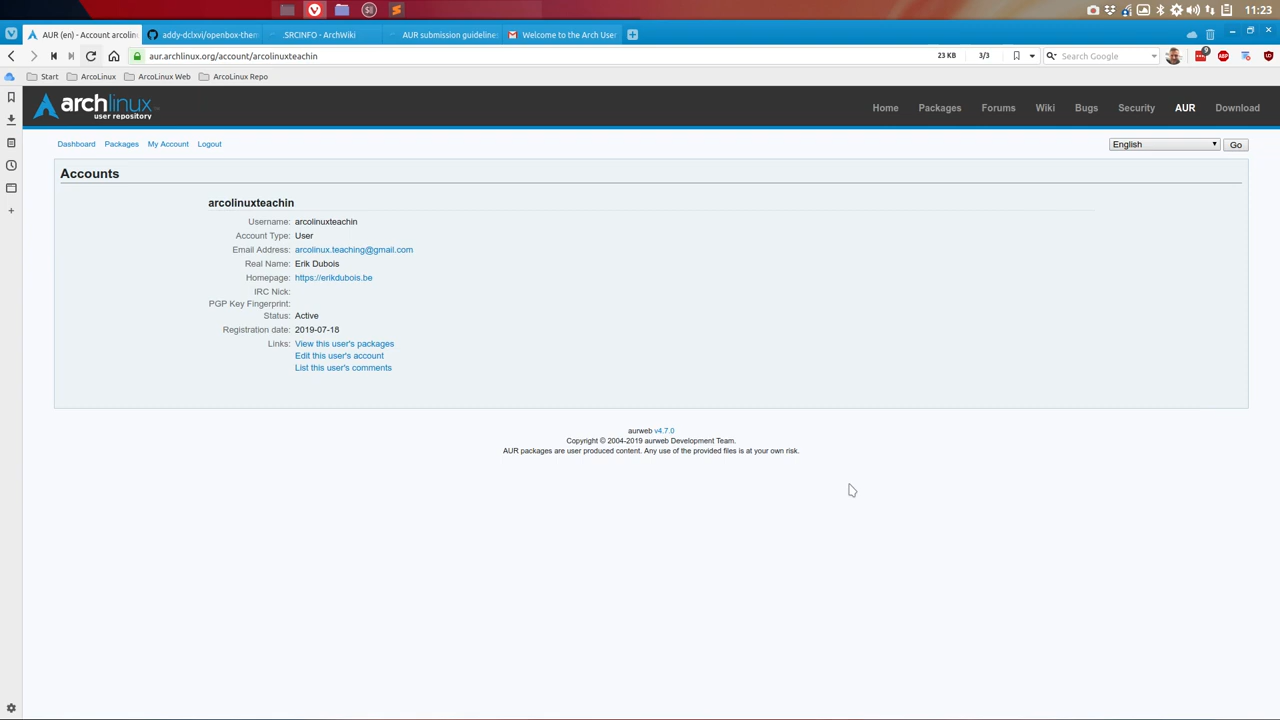 11:23
AUR (en) - Account arcolinu
addy-dclxvi/openbox-then
.SRCINFO - ArchWiki
AUR submission guideline
Welcome to the Arch User
aur.archlinux.org/account/arcolinuxteachin
23 KB
3/3
Search Google
9
ABP
Start
ArcoLinux
ArcoLinux Web
ArcoLinux Repo
archlinux
user repository
Home
Packages
Forums
Wiki
Bugs
Security
AUR
Download
Dashboard
Packages
My Account
Logout
English
Go
Accounts
arcolinuxteachin
Username: arcolinuxteachin
Account Type: User
Email Address: arcolinux.teaching@gmail.com
Real Name: Erik Dubois
Homepage: https://erikdubois.be
IRC Nick:
PGP Key Fingerprint:
Status: Active
Registration date: 2019-07-18
Links: View this user's packages
Edit this user's account
List this user's comments
aurweb v4.7.0
Copyright © 2004-2019 aurweb Development Team.
AUR packages are user produced content. Any use of the provided files is at your own risk.